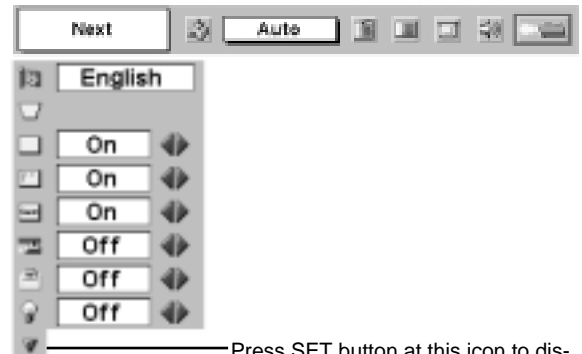 Next Auto
English
On
On
On
Off
Off
Off
Press SET button at this icon to dis-